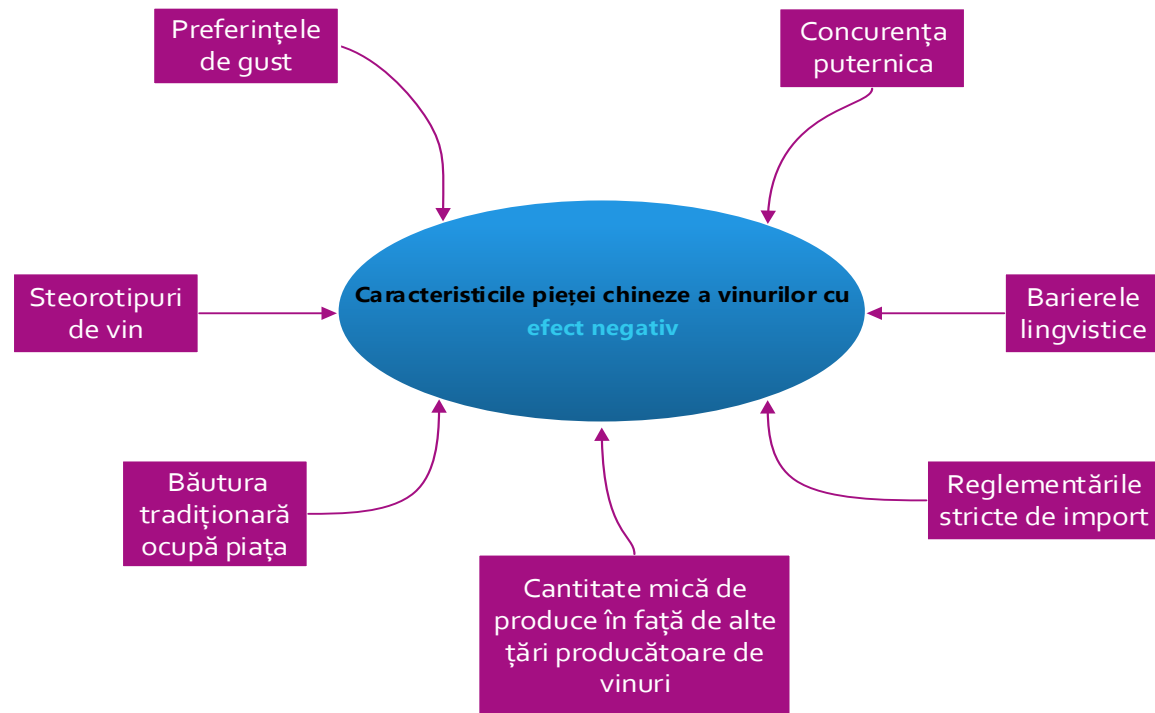 Preferințele
de gust
Concurența
puternica
Caracteristicile pieței chineze a vinurilor cu
efect negativ
Steorotipuri
de vin
Barierele
lingvistice
Băutura
tradiționară
ocupă piața
Reglementările
stricte de import
Cantitate mică de
produce în față de alte
țări producătoare de
vinuri